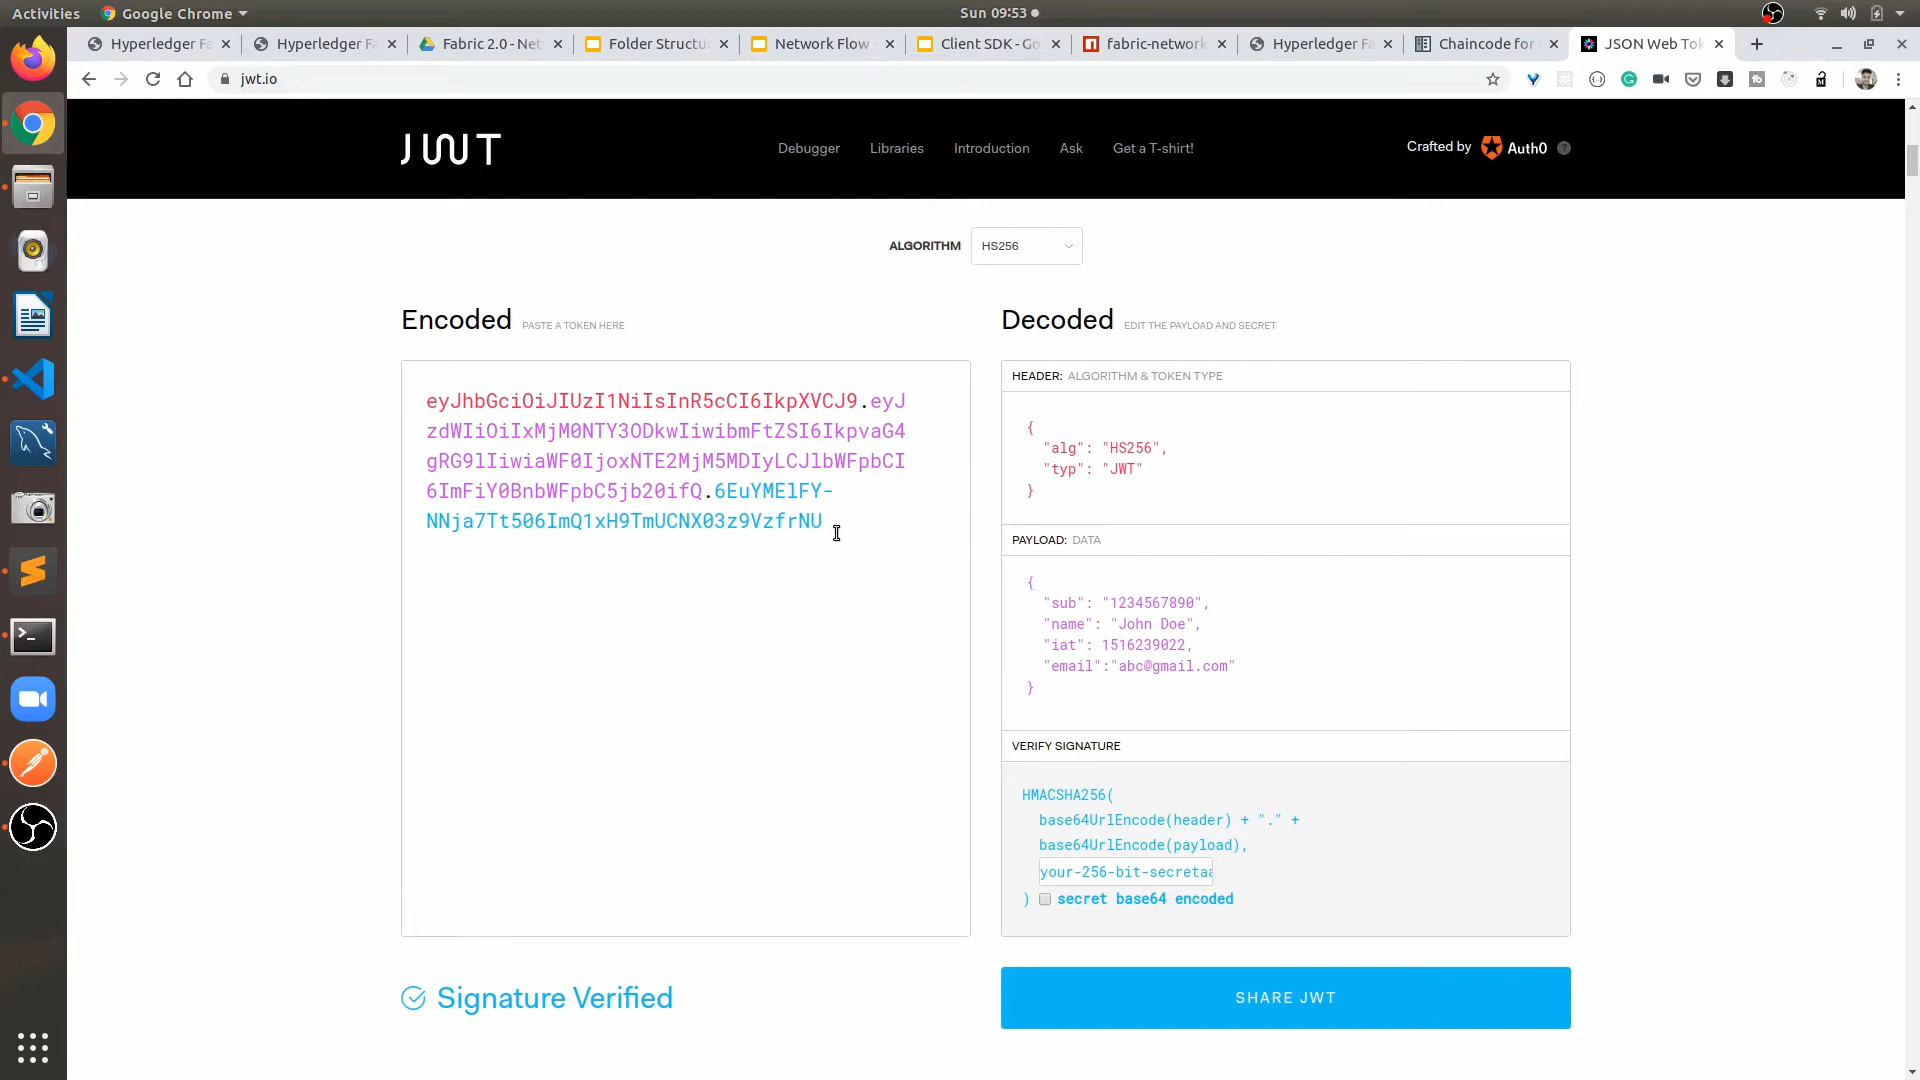 Activities
Google Chrome
Sun 09:53
Hyperledger Fa
Hyperledger Fa
Fabric 2.0 - Net
Folder Structu
Network Flow -
Client SDK - Go
fabric-network
Hyperledger Fa
Chaincode for
JSON Web Tok
jwt.io
JWT
Debugger
Libraries
Introduction
Ask
Get a T-shirt!
Crafted by Auth0 ?
ALGORITHM HS256
Encoded PASTE A TOKEN HERE
eyJhbGciOiJIUzI1NiIsInR5cCI6IkpXVCJ9.eyJ
zdWIiOiIxMjM0NTY3ODkwIiwibmFtZSI6IkpvaG4
gRG9lIiwiaWF0IjoxNTE2MjM5MDIyLCJlbWFpbCI
6ImFiY0BnbWFpbC5jb20ifQ.6EuYMElFY-
NNja7Tt506ImQ1xH9TmUCNX03z9VzfrNU
Decoded EDIT THE PAYLOAD AND SECRET
HEADER: ALGORITHM & TOKEN TYPE
{
"alg": "HS256",
"typ": "JWT"
}
PAYLOAD: DATA
{
"sub": "1234567890",
"name": "John Doe",
"iat": 1516239022,
"email":"abc@gmail.com"
}
VERIFY SIGNATURE
HMACSHA256(
base64UrlEncode(header) + "." +
base64UrlEncode(payload),
your-256-bit-secreta
) secret base64 encoded
Signature Verified
SHARE JWT